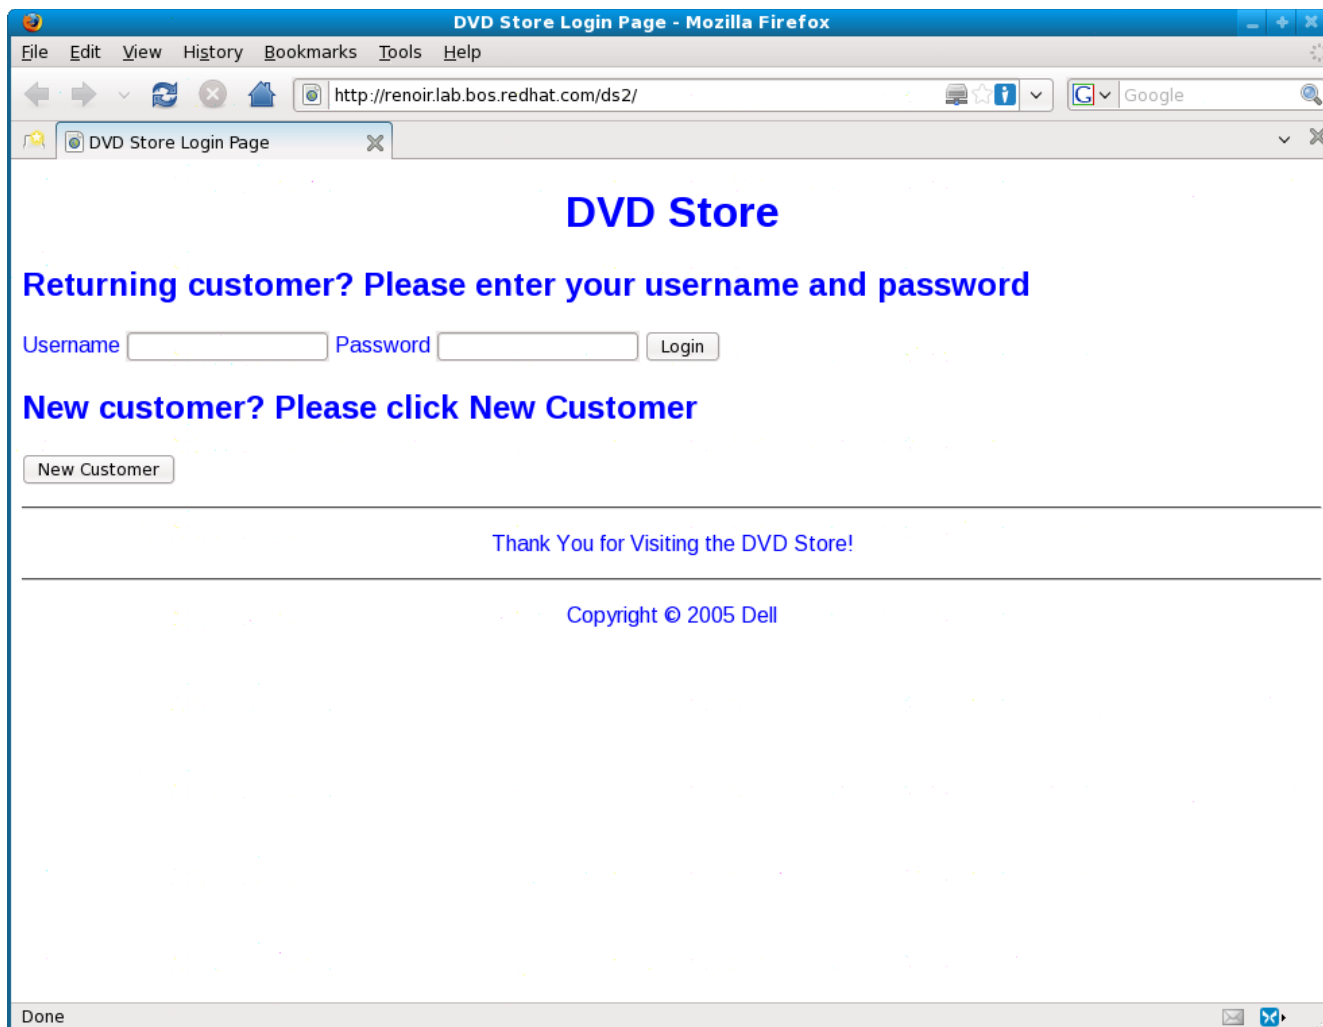 DVD Store Login Page - Mozilla Firefox
File Edit View History Bookmarks Tools Help
http://renoir.lab.bos.redhat.com/ds2/ G Google
DVD Store Login Page
DVD Store
Returning customer? Please enter your username and password
Username Password Login
New customer? Please click New Customer
New Customer
Thank You for Visiting the DVD Store!
Copyright © 2005 Dell
Done